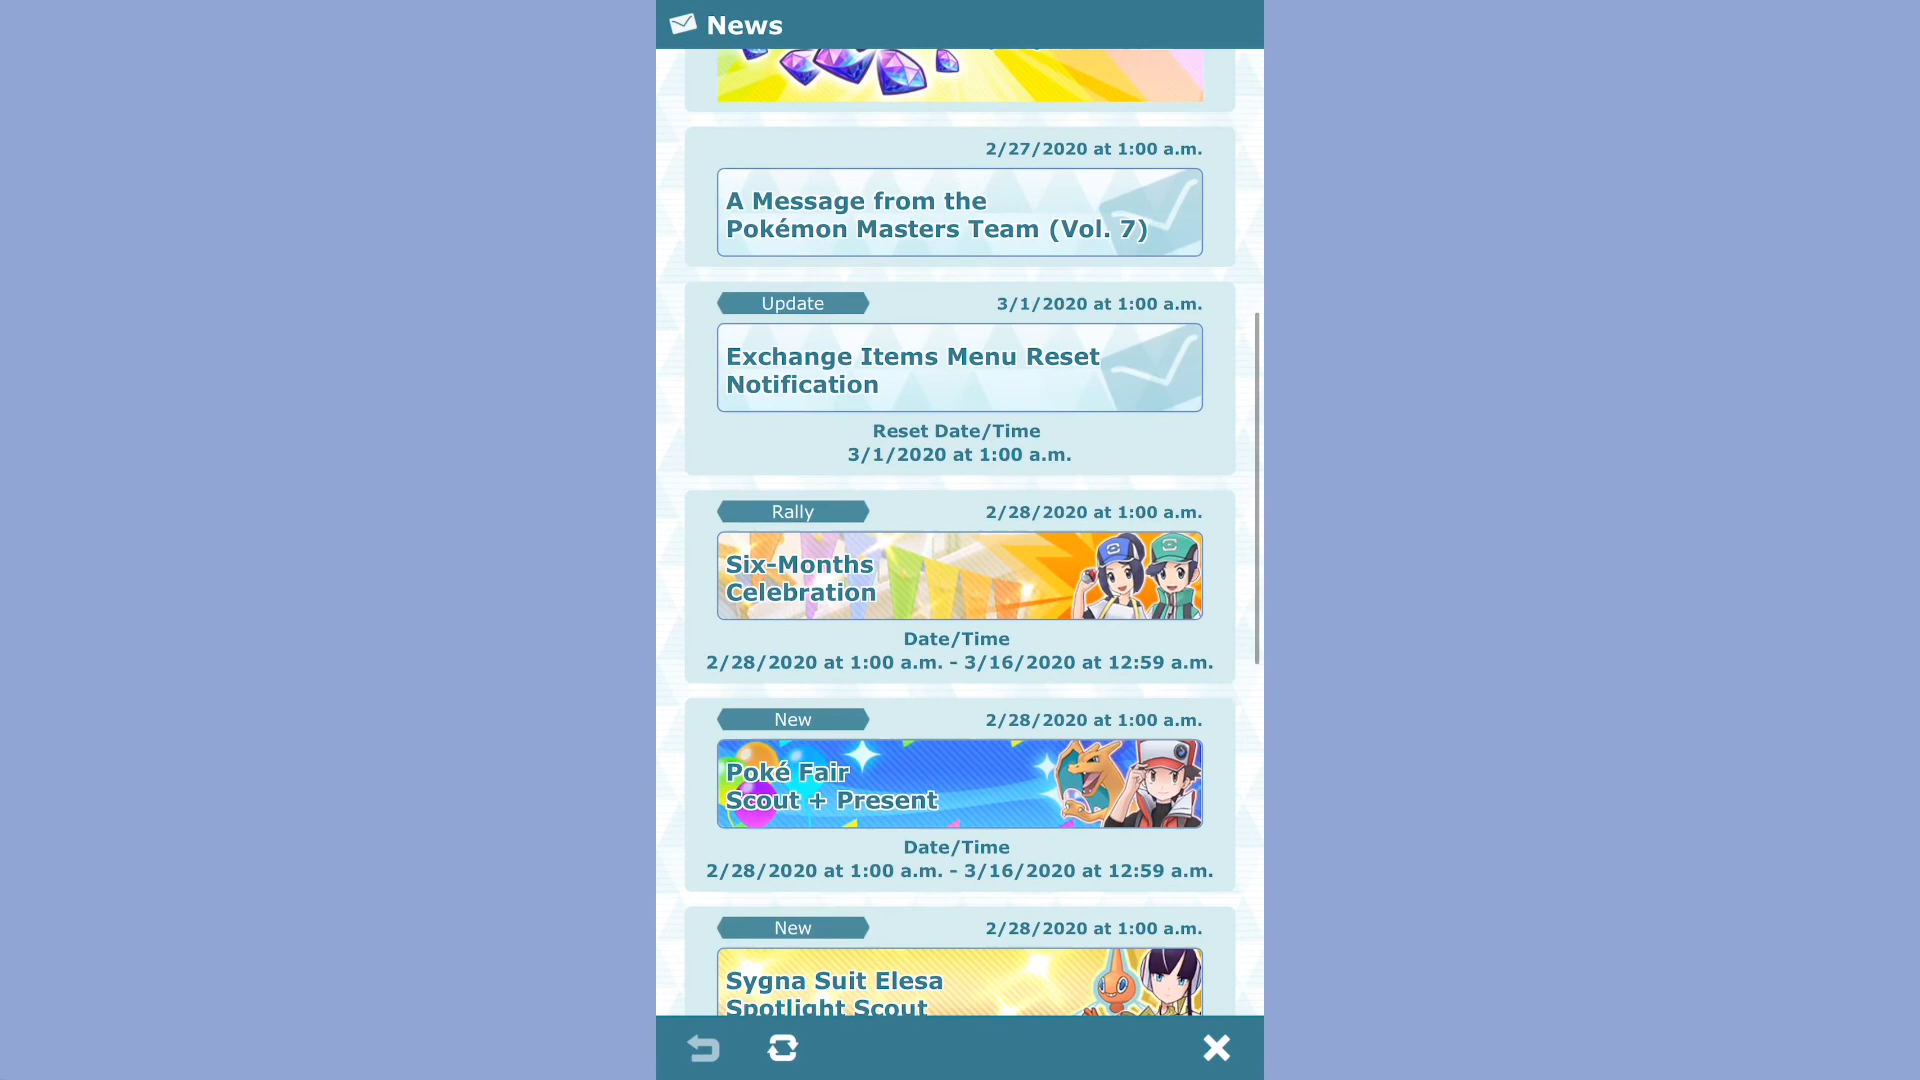 News
2/27/2020 at 1:00 a.m.
A Message from the
Pokémon Masters Team (Vol. 7)
Update
3/1/2020 at 1:00 a.m.
Exchange Items Menu Reset
Notification
Reset Date/Time
3/1/2020 at 1:00 a.m.
Rally
2/28/2020 at 1:00 a.m.
Six-Months
Celebration
Date/Time
2/28/2020 at 1:00 a.m. - 3/16/2020 at 12:59 a.m.
New
2/28/2020 at 1:00 a.m.
Poké Fair
Scout + Present
Date/Time
2/28/2020 at 1:00 a.m. - 3/16/2020 at 12:59 a.m.
New
2/28/2020 at 1:00 a.m.
Sygna Suit Elesa
Spotlight Scout